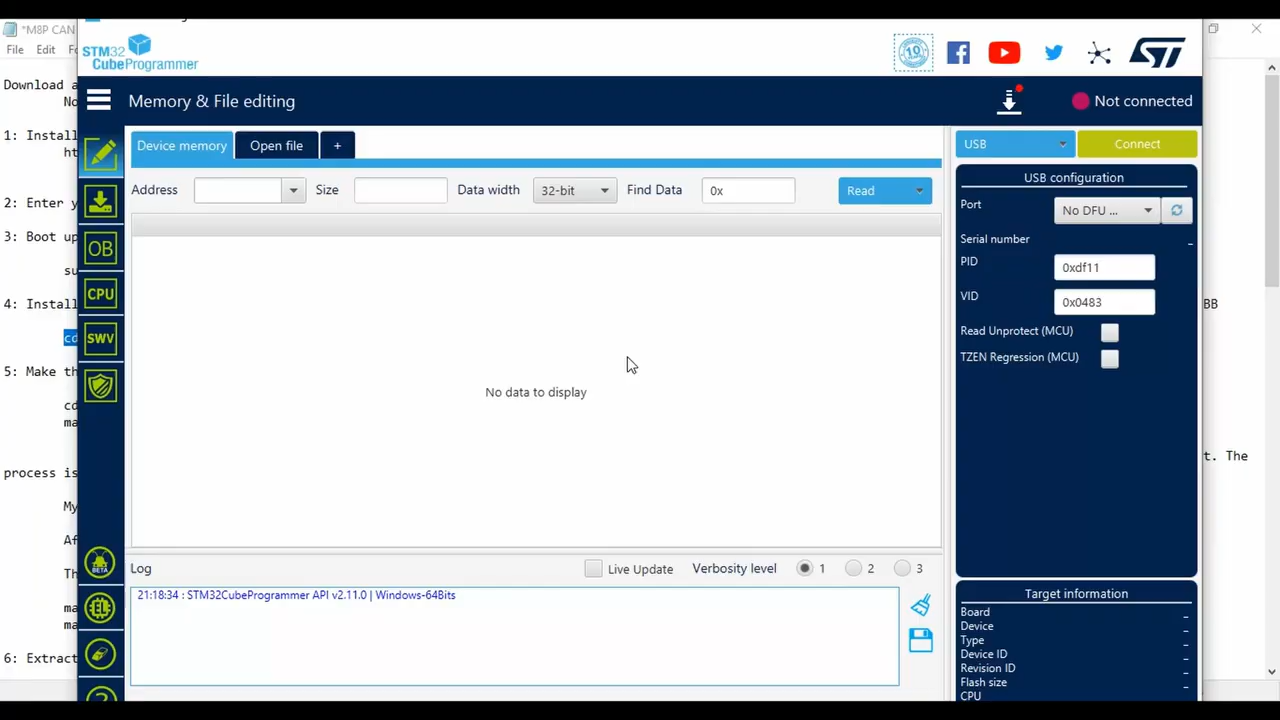 *M8P CAN
File Edit Fo
Download a
No
1: Install
ht
2: Enter y
3: Boot up
su
4: Install
BB
cd
5: Make th
cd
ma
t. The
process is
My
Af
Th
ma
ma
6: Extract
STM32
CubeProgrammer
10
Memory & File editing
Not connected
Device memory Open file +
Address Size Data width 32-bit Find Data 0x Read
No data to display
OB
CPU
SWV
BETA
EL
?
Log Live Update Verbosity level 1 2 3
21:18:34 : STM32CubeProgrammer API v2.11.0 | Windows-64Bits
USB Connect
USB configuration
Port No DFU ...
Serial number _
PID 0xdf11
VID 0x0483
Read Unprotect (MCU)
TZEN Regression (MCU)
Target information
Board _
Device _
Type _
Device ID _
Revision ID _
Flash size _
CPU